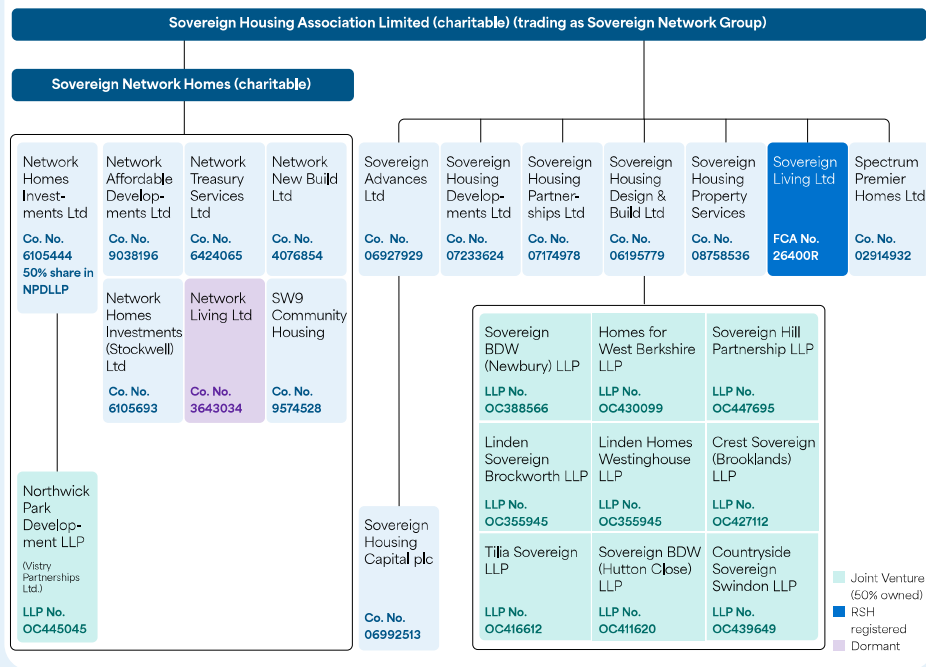 Sovereign Housing Association Limited (charitable) (trading as Sovereign Network Group)
Sovereign Network Homes (charitable)
Network
Homes
Invest-
ments Ltd
Co. No.
6105444
50% share in
NPDLLP
Network
Affordable
Develop-
ments Ltd
Co. No.
9038196
Network
Treasury
Services
Ltd
Co. No.
6424065
Network
New Build
Ltd
Co. No.
4076854
Network
Homes
Investments
(Stockwell)
Ltd
Co. No.
6105693
Network
Living Ltd
Co. No.
3643034
SW9
Community
Housing
Co. No.
9574528
Northwick
Park
Develop-
ment LLP
(Vistry
Partnerships
Ltd.)
LLP No.
OC445045
Sovereign
Advances
Ltd
Co. No.
06927929
Sovereign
Housing
Develop-
ments Ltd
Co. No.
07233624
Sovereign
Housing
Partner-
ships Ltd
Co. No.
07174978
Sovereign
Housing
Design &
Build Ltd
Co. No.
06195779
Sovereign
Housing
Property
Services
Co. No.
08758536
Sovereign
Living Ltd
FCA No.
26400R
Spectrum
Premier
Homes Ltd
Co. No.
02914932
Sovereign
Housing
Capital plc
Co. No.
06992513
Sovereign
BDW
(Newbury) LLP
LLP No.
OC388566
Homes for
West Berkshire
LLP
LLP No.
OC430099
Sovereign Hill
Partnership LLP
LLP No.
OC447695
Linden
Sovereign
Brockworth LLP
LLP No.
OC355945
Linden Homes
Westinghouse
LLP
LLP No.
OC355945
Crest Sovereign
(Brooklands)
LLP
LLP No.
OC427112
Tilia Sovereign
LLP
LLP No.
OC416612
Sovereign BDW
(Hutton Close)
LLP
LLP No.
OC411620
Countryside
Sovereign
Swindon LLP
LLP No.
OC439649
Joint Venture
(50% owned)
RSH
registered
Dormant